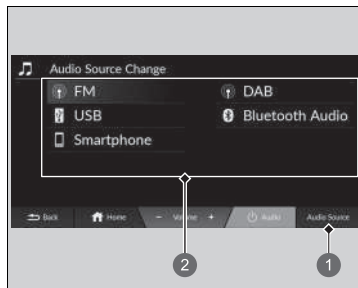 Audio Source Change
FM
DAB
USB
Bluetooth Audio
Smartphone
Back Home - Volume + Audio Audio Source
2 1